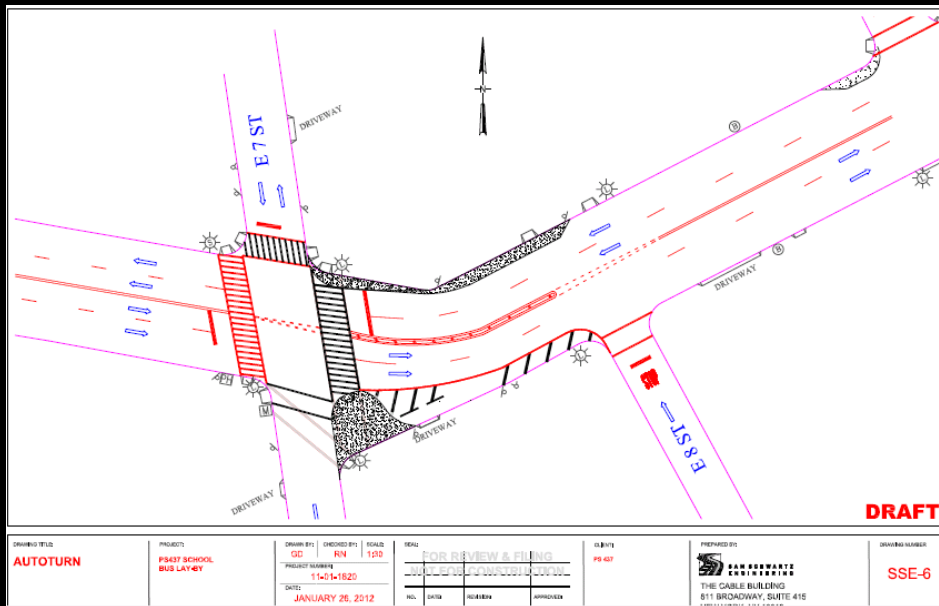 E 7 ST
DRIVEWAY
N
B
L
L
L
S
L
B
DRIVEWAY
L
M
DRIVEWAY
L
L
E 8 ST
DRIVEWAY
DRAFT
DRAWING TITLE:
AUTOTURN
PROJECT:
PS437 SCHOOL
BUS LAY-BY
DRAWN BY:
GD
CHECKED BY:
RN
SCALE:
1:30
PROJECT NUMBER:
11-01-1820
DATE:
JANUARY 26, 2012
SEAL:
FOR REVIEW & FILING
NOT FOR CONSTRUCTION
NO.
DATE:
REVISION:
APPROVED:
CLIENT:
PS 437
PREPARED BY:
SAM SCHWARTZ
ENGINEERING
THE CABLE BUILDING
611 BROADWAY, SUITE 415
DRAWING NUMBER
SSE-6